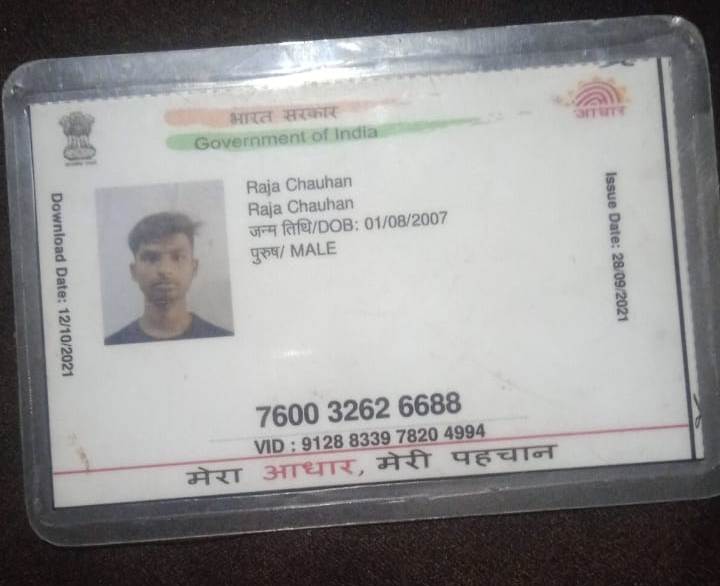 भारत सरकार
Government of India
आधार
Download Date: 12/10/2021
Raja Chauhan
Raja Chauhan
जन्म तिथि/DOB: 01/08/2007
पुरुष/ MALE
Issue Date: 28/09/2021
7600 3262 6688
VID : 9128 8339 7820 4994
मेरा आधार, मेरी पहचान